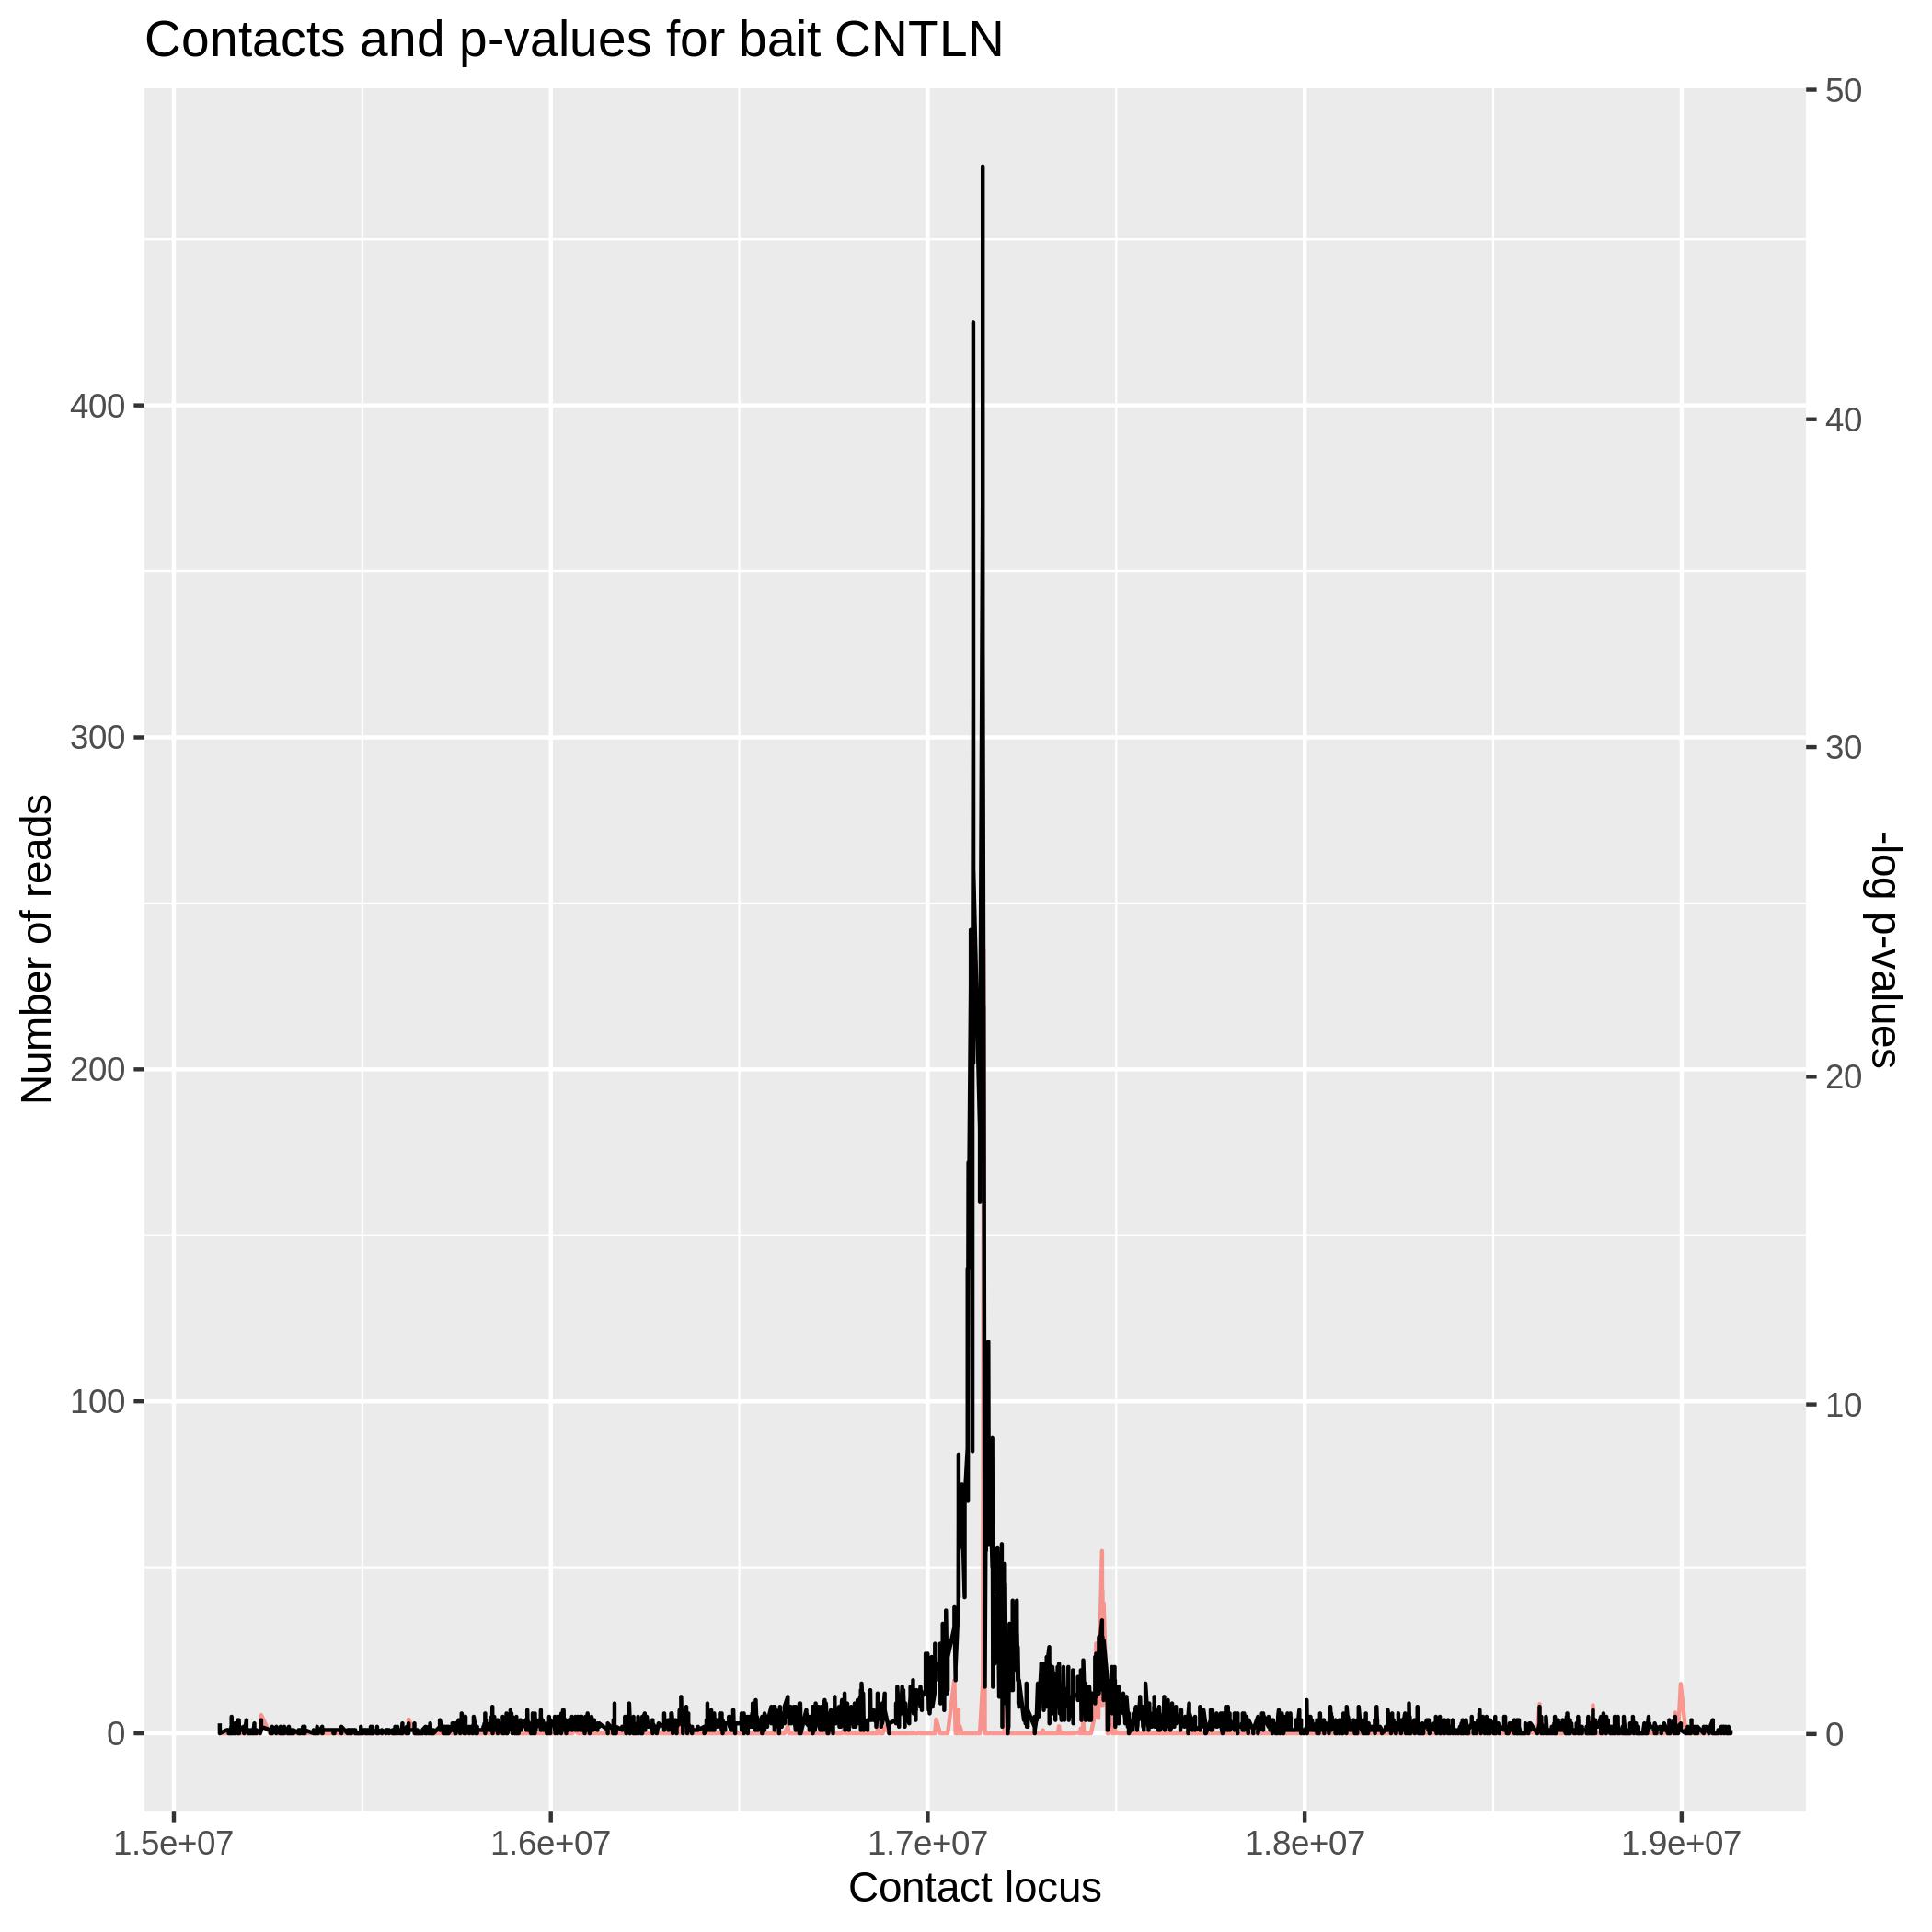 Contacts and p-values for bait CNTLN
Number of reads
400
300
200
100
0
50
40
30
20
10
0
-log p-values
1.5e+07
1.6e+07
1.7e+07
1.8e+07
1.9e+07
Contact locus